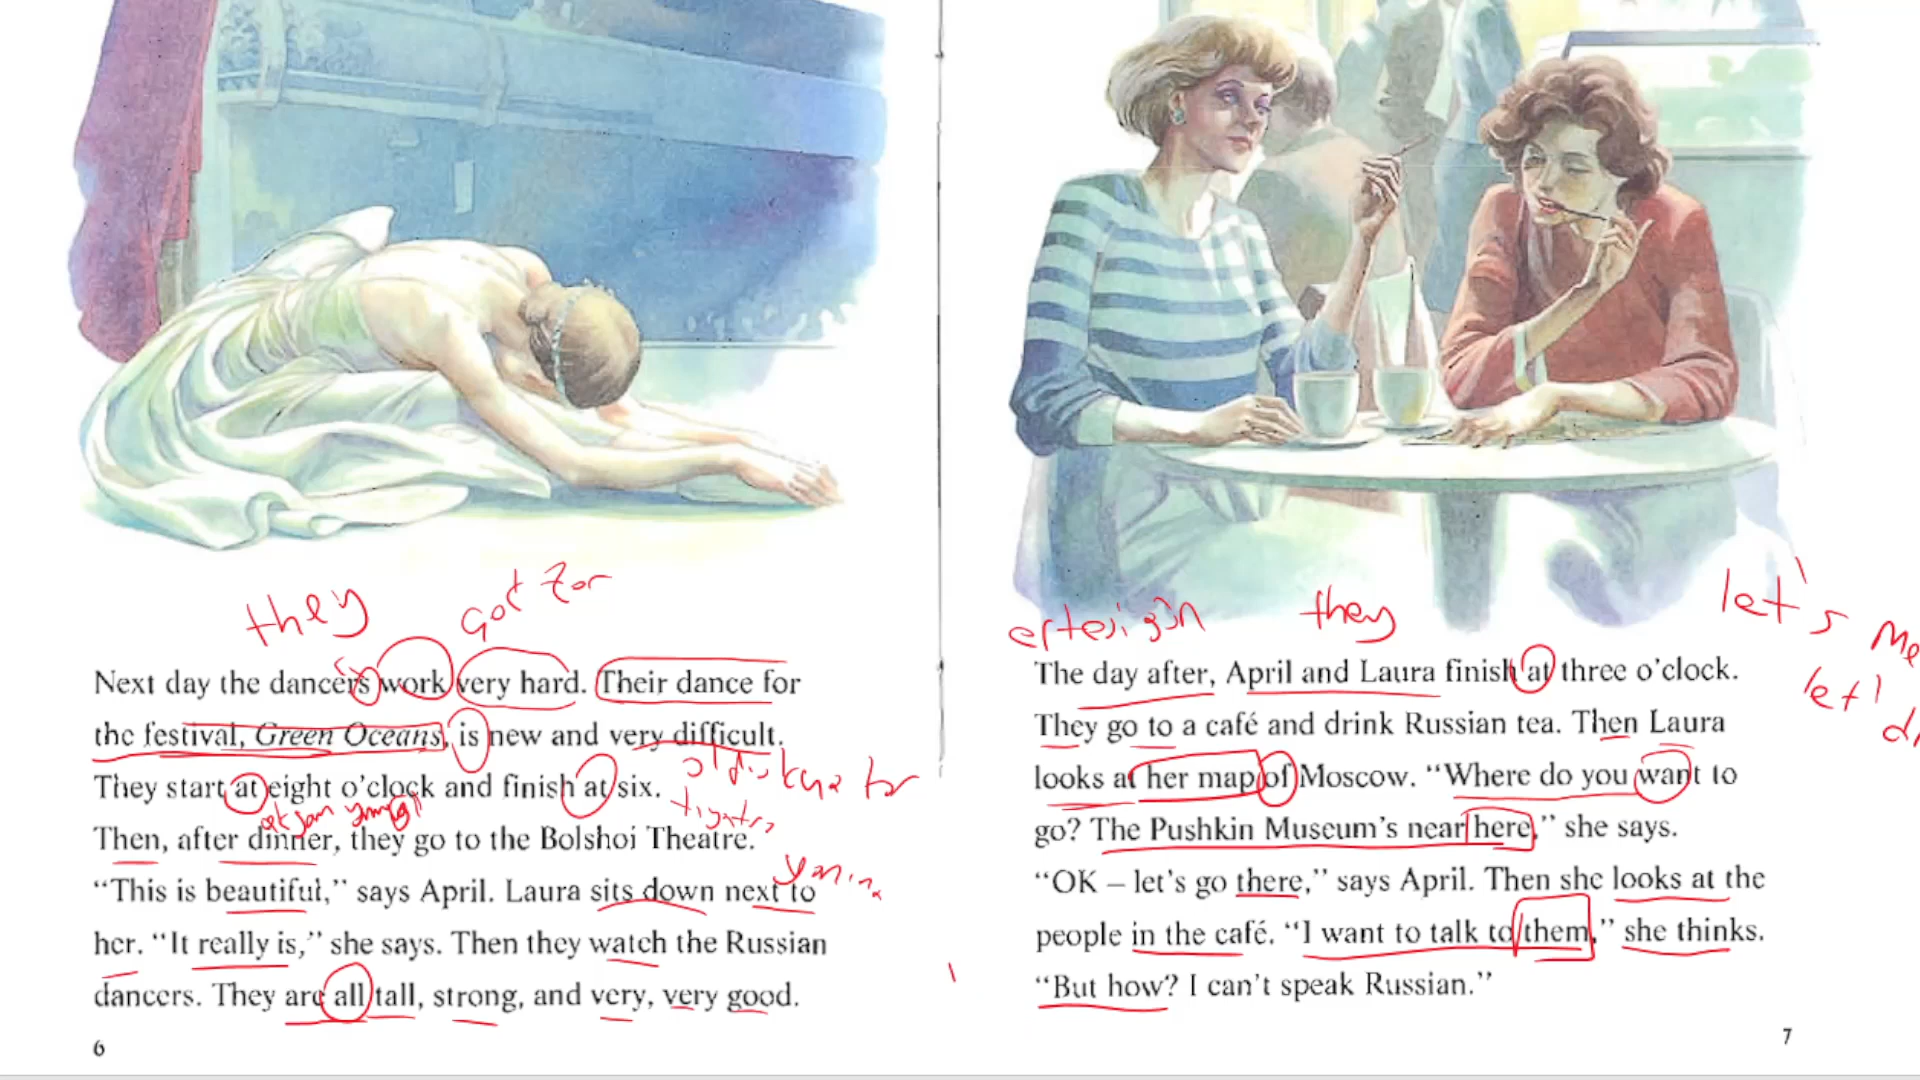 they
Next day the dancers work very hard. Their dance for
the festival, Green Oceans, is new and very difficult.
They start at eight o'clock and finish at six.
Then, after dinner, they go to the Bolshoi Theatre.
“This is beautiful,” says April. Laura sits down next to
her. “It really is,” she says. Then they watch the Russian
dancers. They are all tall, strong, and very, very good.
6
they
let's
The day after, April and Laura finish at three o'clock.
They go to a café and drink Russian tea. Then Laura
looks at her map of Moscow. “Where do you want to
go? The Pushkin Museum's near here,” she says.
“OK – let's go there,” says April. Then she looks at the
people in the café. “I want to talk to them,” she thinks.
“But how? I can't speak Russian.”
7